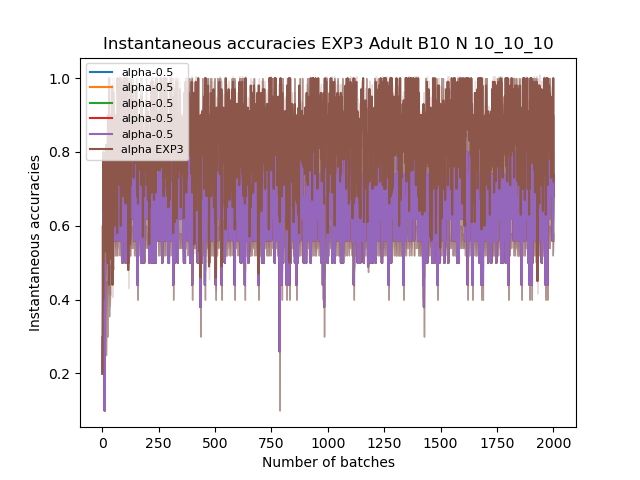 Instantaneous accuracies EXP3 Adult B10 N 10_10_10
alpha-0.5
alpha-0.5
alpha-0.5
alpha-0.5
alpha-0.5
alpha EXP3
Instantaneous accuracies
1.0
0.8
0.6
0.4
0.2
0 250 500 750 1000 1250 1500 1750 2000
Number of batches